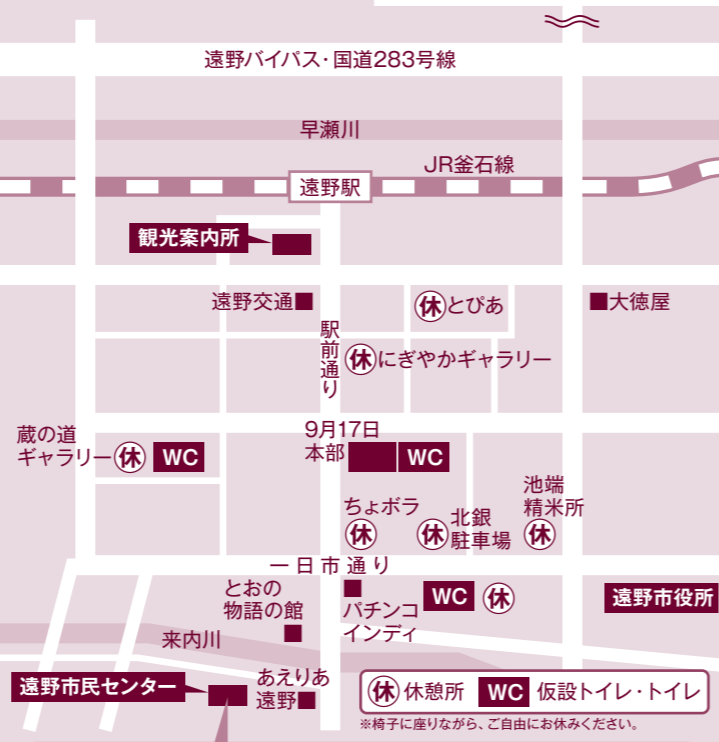 遠野バイパス・国道283号線
早瀬川
JR釜石線
遠野駅
観光案内所
遠野交通■
休とぴあ
■大徳屋
駅前通り
休にぎやかギャラリー
蔵の道
ギャラリー休 WC
9月17日
本部 WC
ちょボラ
休
休 北銀
駐車場
池端
精米所
休
一日市通り
とおの
物語の館
■
■
パチンコ
インディ
WC 休
遠野市役所
来内川
遠野市民センター
あえりあ
遠野■
休 休憩所 WC 仮設トイレ・トイレ
※椅子に座りながら、ご自由にお休みください。